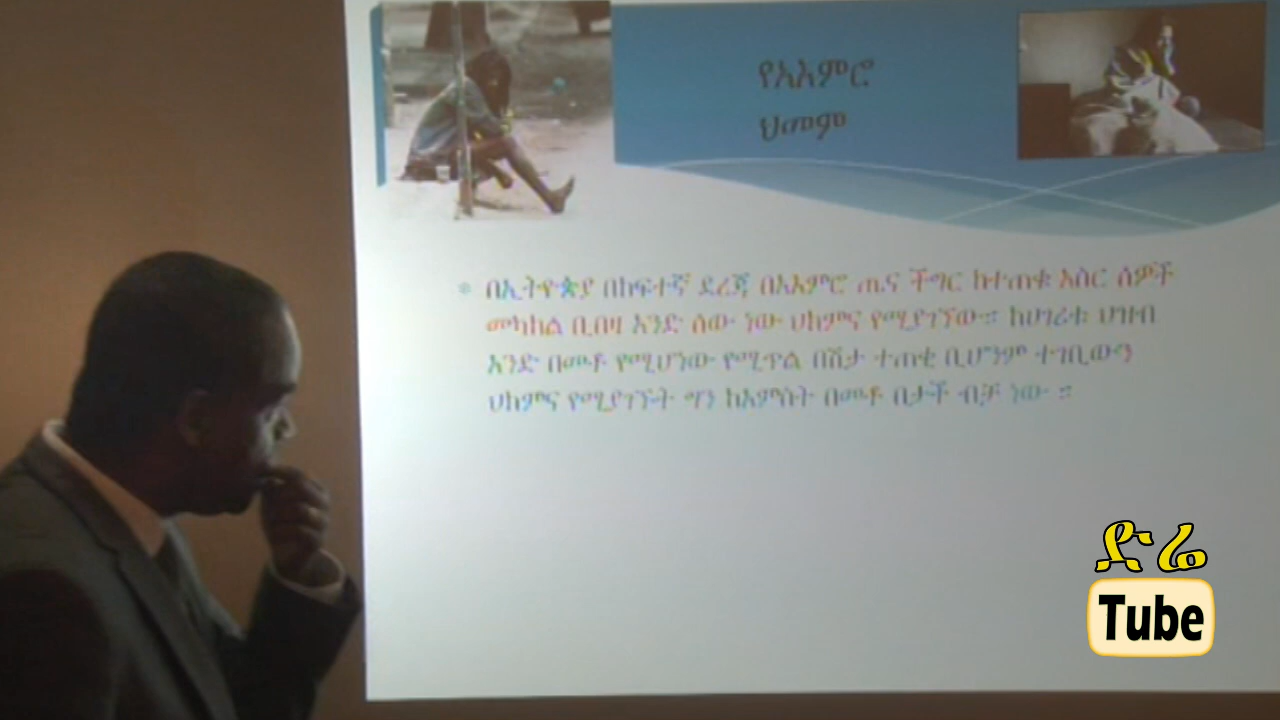 የአእምሮ
ህመም
በኢትዮጵያ በከፍተኛ ደረጃ በአእምሮ ጤና ችግር ከተጠቁ አስር ሰዎች
መካከል ቢበዛ አንድ ሰው ነው ህክምና የሚያገኘው። ከሀገሪቱ ህዝብ
አንድ በመቶ የሚሆነው የሚጥል በሽታ ተጠቂ ቢሆንም ተገቢውን
ህክምና የሚያገኙት ግን ከአምስት በመቶ በታች ብቻ ነው ።
ድሬ
Tube